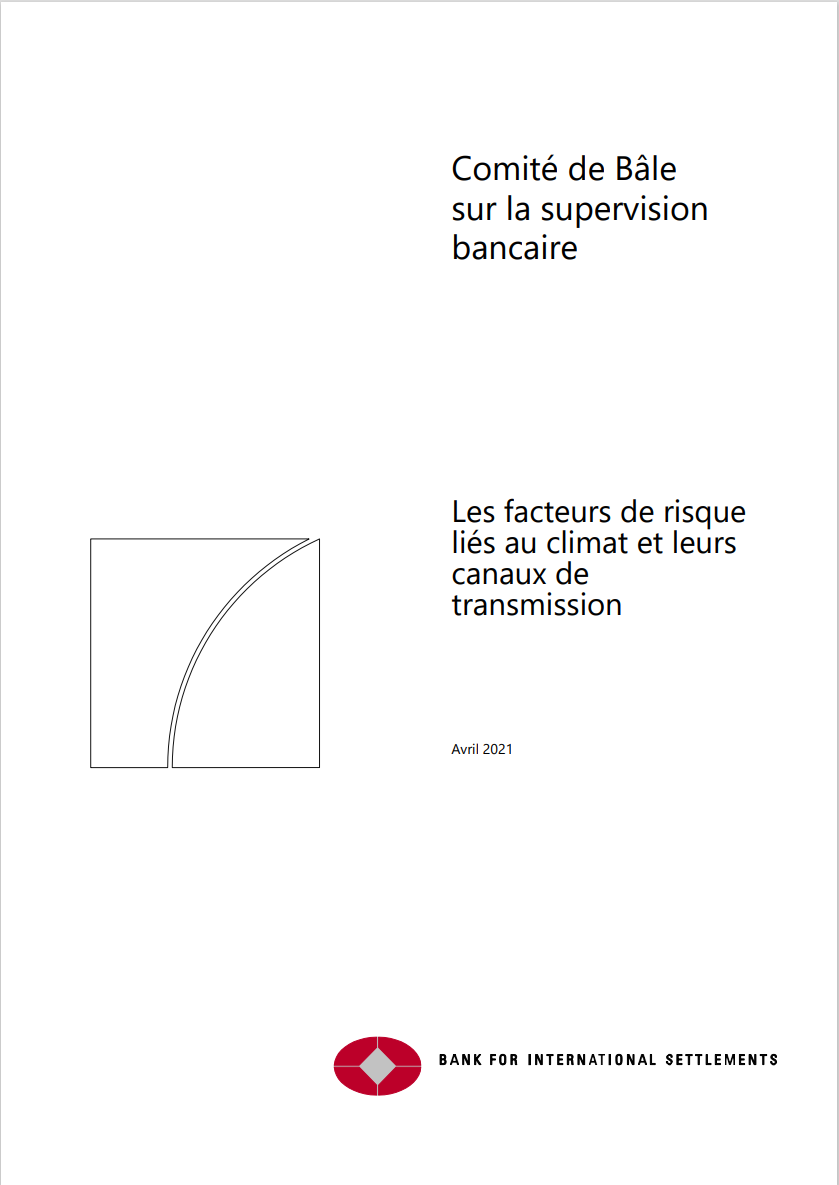 Comité de Bâle
sur la supervision
bancaire
Les facteurs de risque
liés au climat et leurs
canaux de
transmission
Avril 2021
BANK FOR INTERNATIONAL SETTLEMENTS